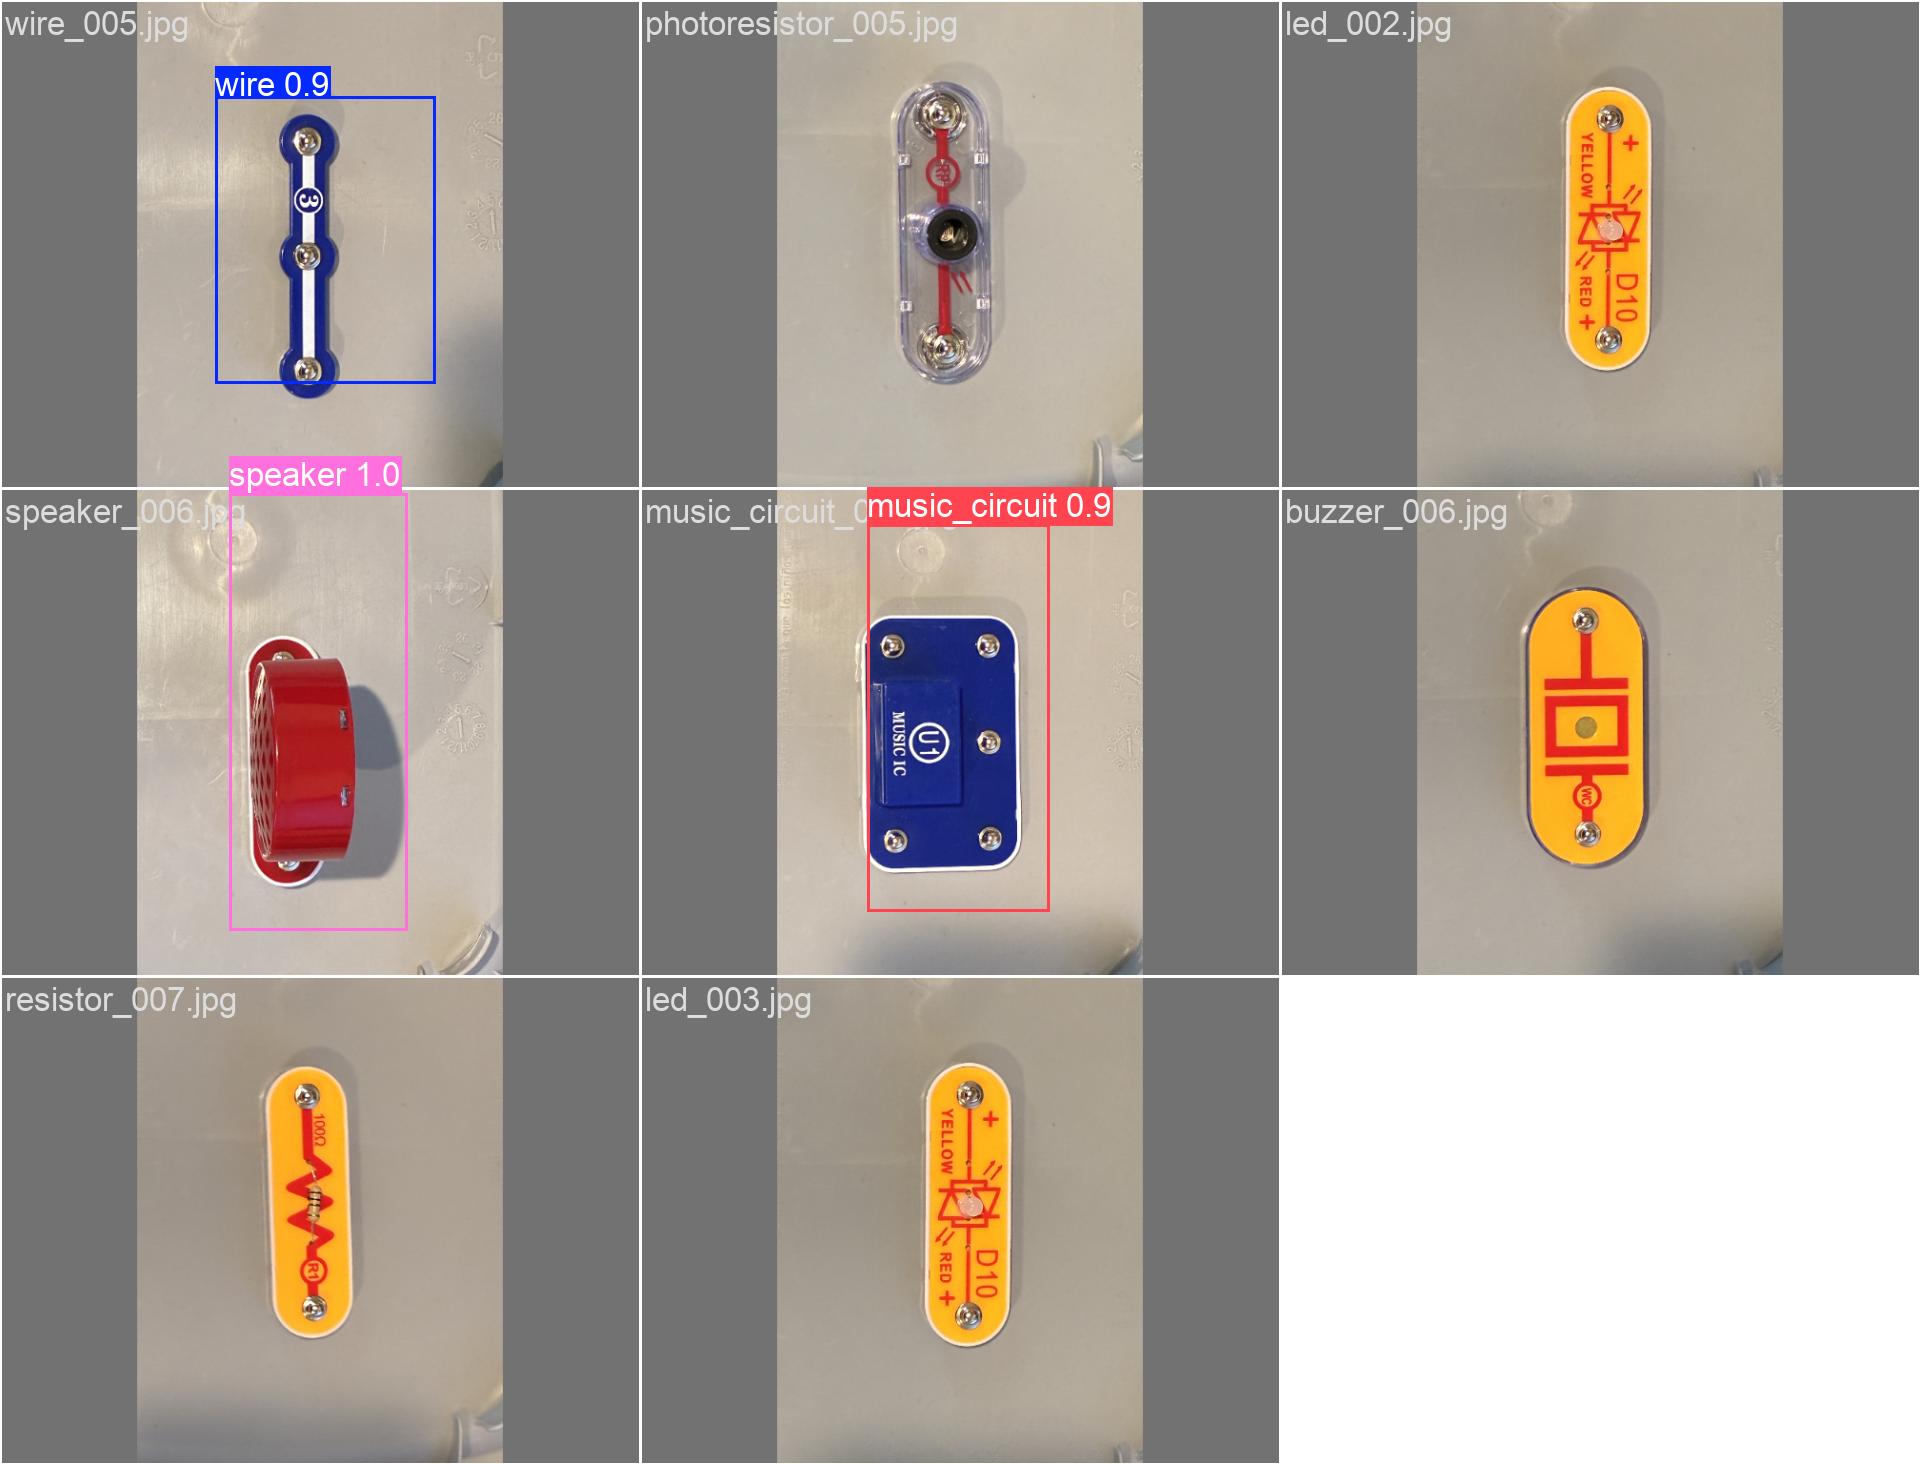 wire_005.jpg
wire 0.9
3
photoresistor_005.jpg
RP
led_002.jpg
+
YELLOW
RED +
D10
speaker_006.jpg
speaker 1.0
music_circuit_0
music_circuit 0.9
U1
MUSIC IC
buzzer_006.jpg
WC
resistor_007.jpg
100Ω
R1
led_003.jpg
+
YELLOW
RED +
D10